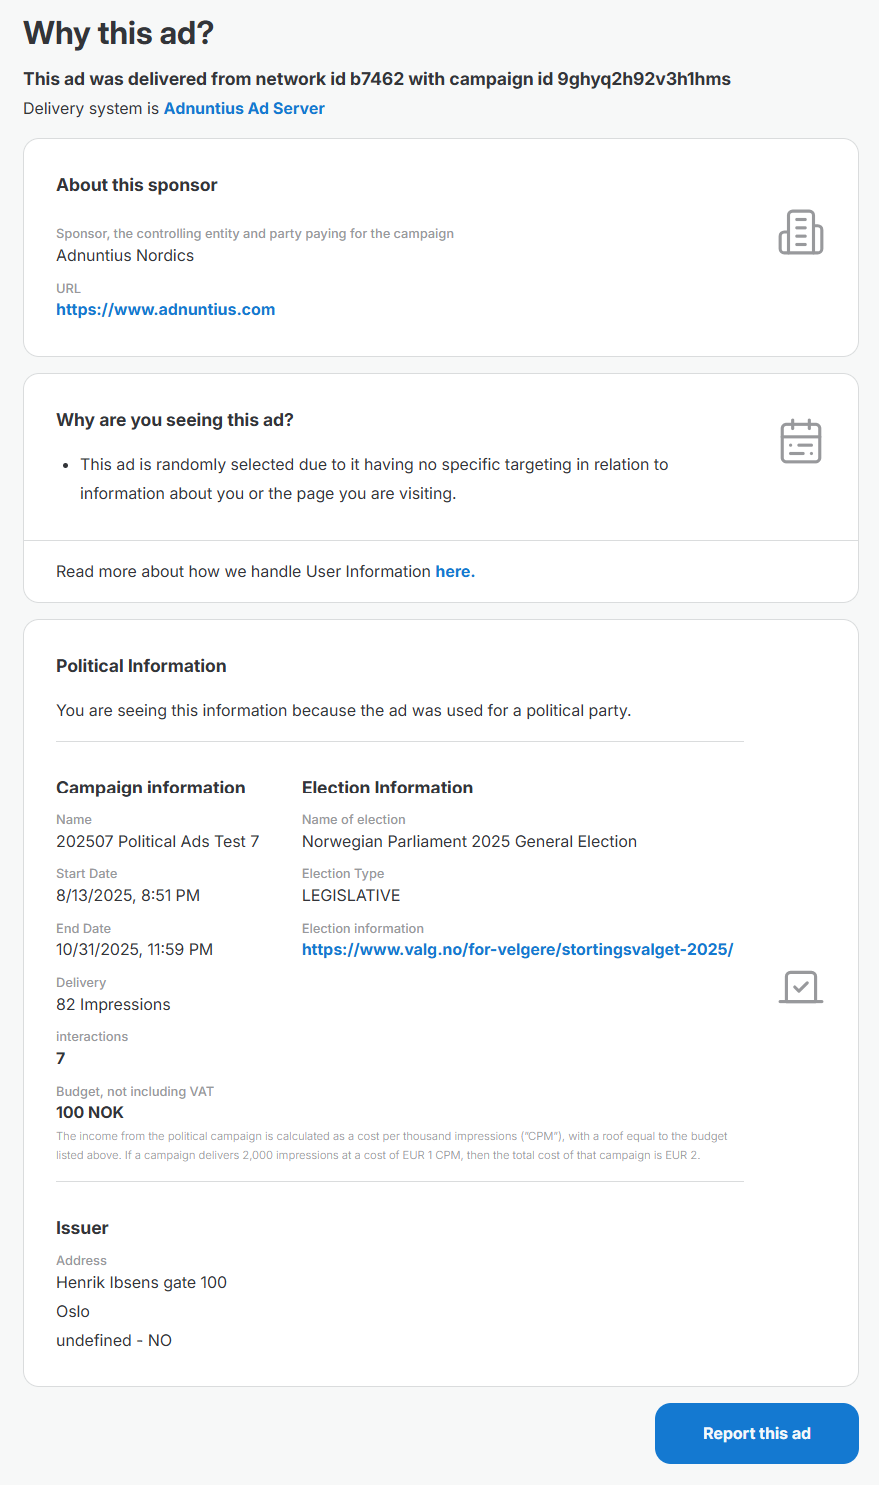 Why this ad?
This ad was delivered from network id b7462 with campaign id 9ghyq2h92v3h1hms
Delivery system is Adnuntius Ad Server
About this sponsor
Sponsor, the controlling entity and party paying for the campaign
Adnuntius Nordics
URL
https://www.adnuntius.com
Why are you seeing this ad?
• This ad is randomly selected due to it having no specific targeting in relation to
information about you or the page you are visiting.
Read more about how we handle User Information here.
Political Information
You are seeing this information because the ad was used for a political party.
Campaign information
Name
202507 Political Ads Test 7
Start Date
8/13/2025, 8:51 PM
End Date
10/31/2025, 11:59 PM
Delivery
82 Impressions
interactions
7
Budget, not including VAT
100 NOK
Election Information
Name of election
Norwegian Parliament 2025 General Election
Election Type
LEGISLATIVE
Election information
https://www.valg.no/for-velgere/stortingsvalget-2025/
The income from the political campaign is calculated as a cost per thousand impressions (“CPM”), with a roof equal to the budget
listed above. If a campaign delivers 2,000 impressions at a cost of EUR 1 CPM, then the total cost of that campaign is EUR 2.
Issuer
Address
Henrik Ibsens gate 100
Oslo
undefined - NO
Report this ad